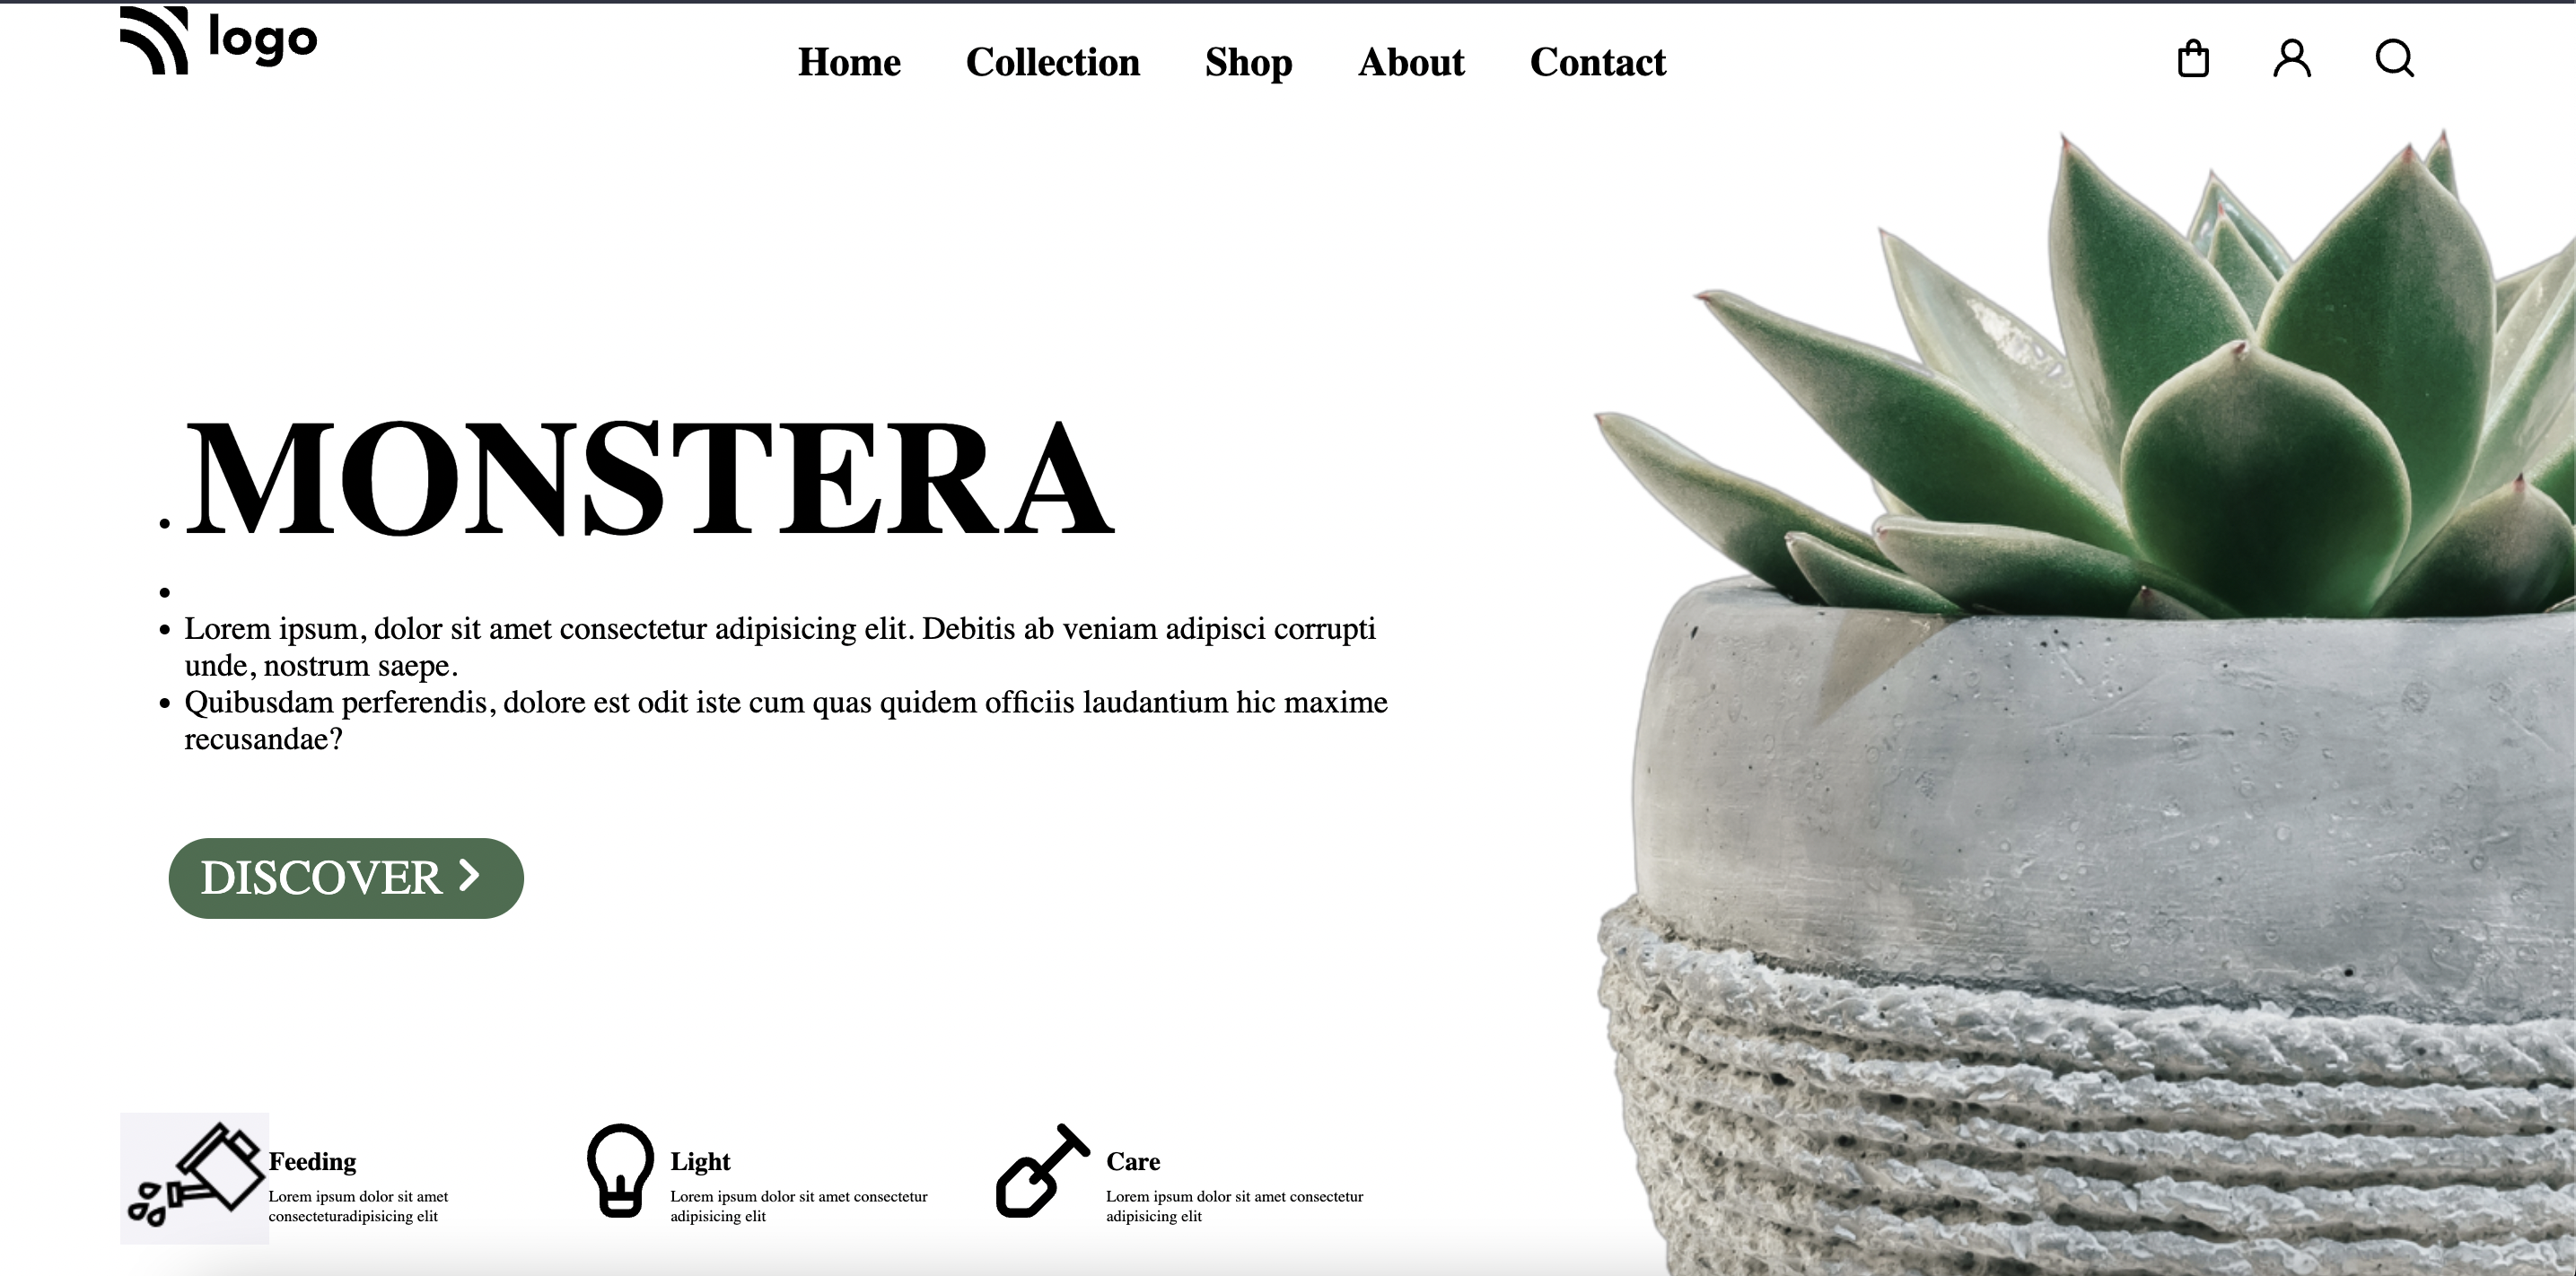 logo
Home Collection Shop About Contact
MONSTERA
Lorem ipsum, dolor sit amet consectetur adipisicing elit. Debitis ab veniam adipisci corrupti
unde, nostrum saepe.
Quibusdam perferendis, dolore est odit iste cum quas quidem officiis laudantium hic maxime
recusandae?
DISCOVER
Feeding
Lorem ipsum dolor sit amet
consecteturadipisicing elit
Light
Lorem ipsum dolor sit amet consectetur
adipisicing elit
Care
Lorem ipsum dolor sit amet consectetur
adipisicing elit